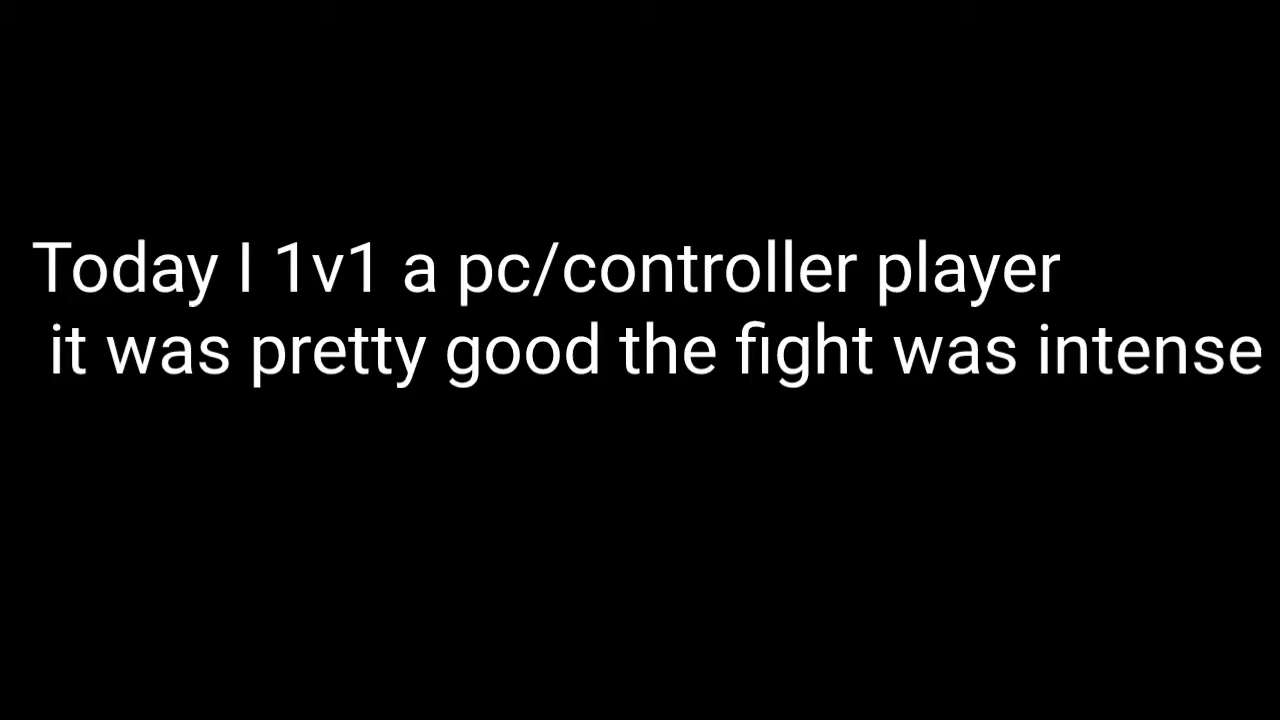 Today I 1v1 a pc/controller player
it was pretty good the fight was intense